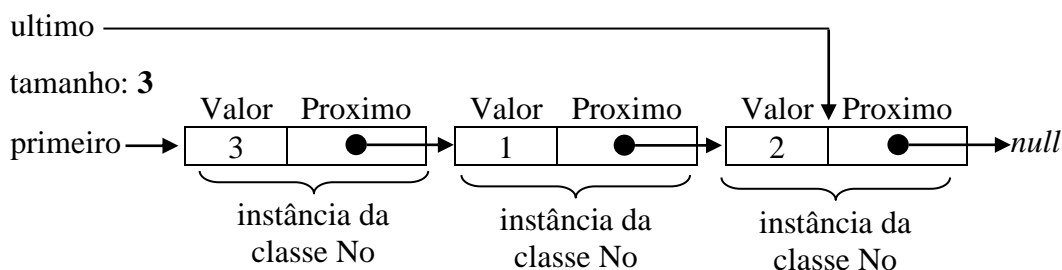 ultimo
tamanho: 3
Valor Proximo Valor Proximo Valor Proximo
primeiro 3 1 2 null
instância da classe No
instância da classe No
instância da classe No